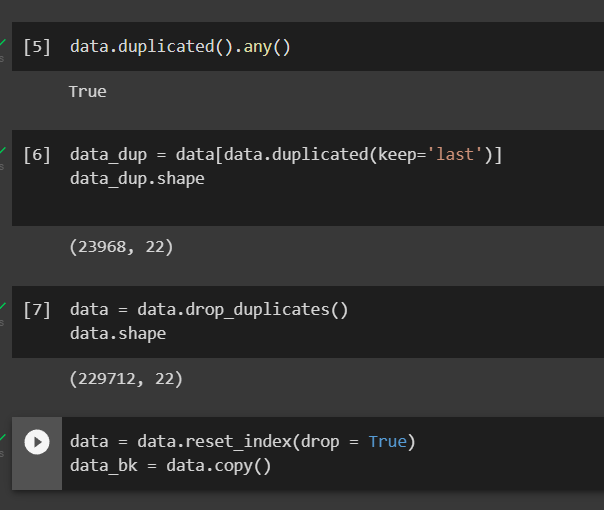 [5] data.duplicated().any()
True
[6] data_dup = data[data.duplicated(keep='last')]
data_dup.shape
(23968, 22)
[7] data = data.drop_duplicates()
data.shape
(229712, 22)
data = data.reset_index(drop = True)
data_bk = data.copy()